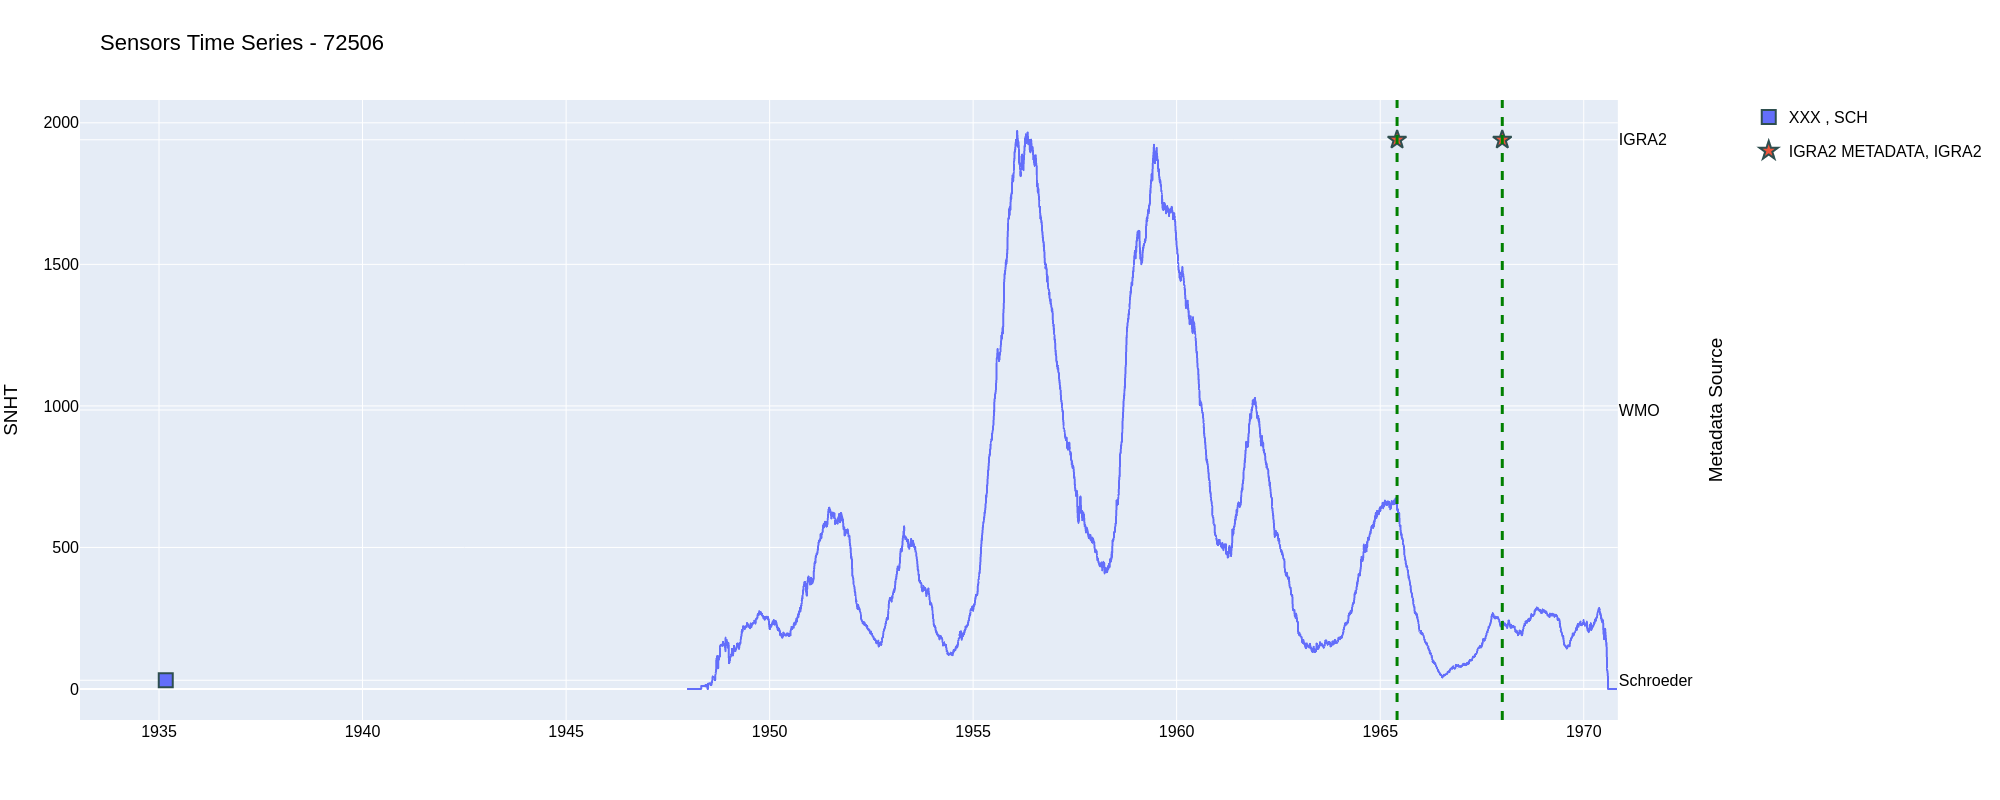 Sensors Time Series - 72506
XXX , SCH
IGRA2 METADATA, IGRA2
SNHT
2000
1500
1000
500
0
1935
1940
1945
1950
1955
1960
1965
1970
IGRA2
WMO
Schroeder
Metadata Source